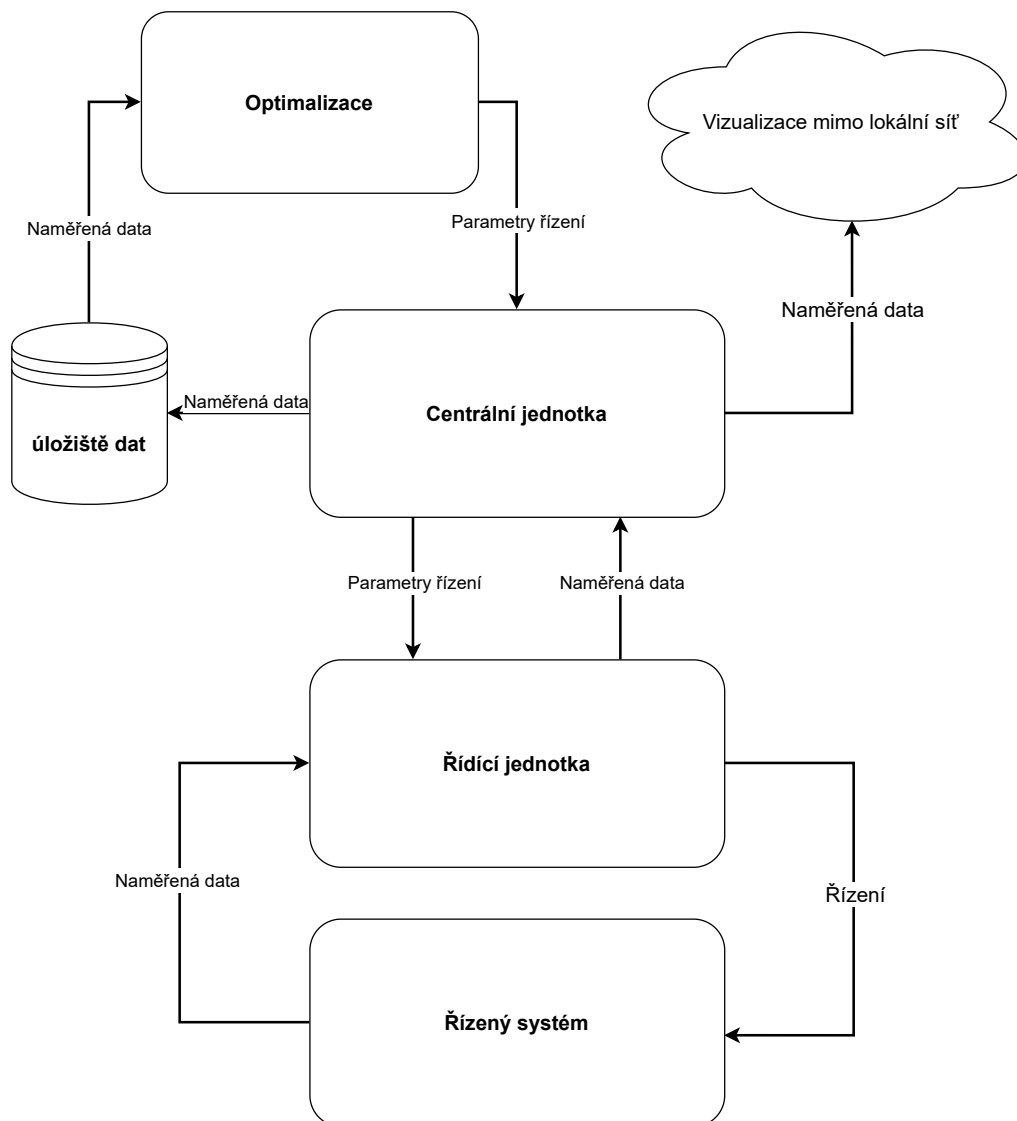 Optimalizace
Vizualizace mimo lokální síť
Naměřená data
Parametry řízení
Naměřená data
Naměřená data
Centrální jednotka
úložiště dat
Parametry řízení
Naměřená data
Řídící jednotka
Naměřená data
Řízení
Řízený systém